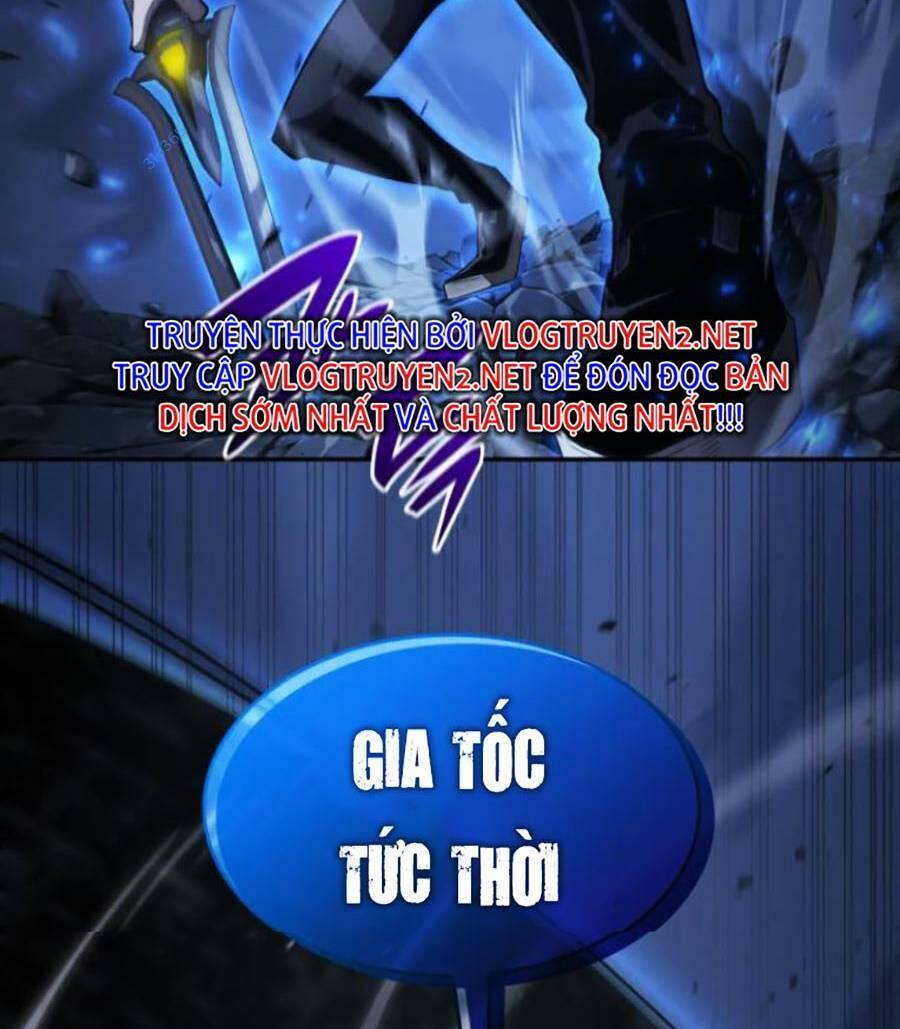 TRUYỆN THỰC HIỆN BỞI VLOGTRUYEN2.NET
TRUY CẬP VLOGTRUYEN2.NET ĐỂ ĐÓN ĐỌC BẢN
DỊCH SỚM NHẤT VÀ CHẤT LƯỢNG NHẤT!!!
GIA TỐC
TỨC THỜI